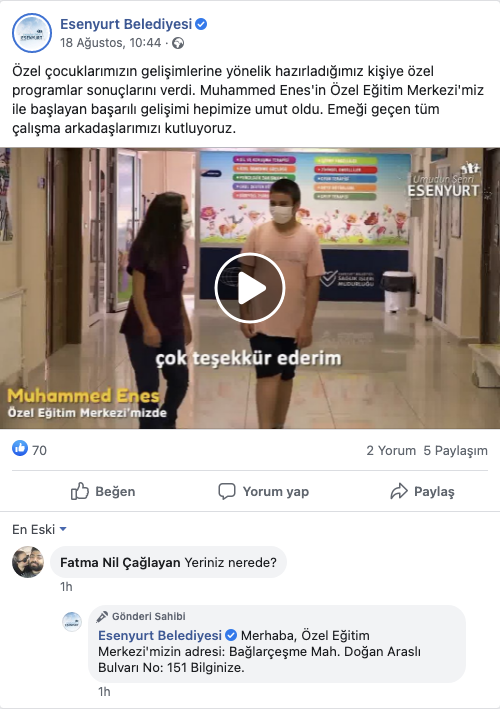 Esenyurt Belediyesi
18 Ağustos, 10:44 ·
Özel çocuklarımızın gelişimlerine yönelik hazırladığımız kişiye özel
programlar sonuçlarını verdi. Muhammed Enes'in Özel Eğitim Merkezi'miz
ile başlayan başarılı gelişimi hepimize umut oldu. Emeği geçen tüm
çalışma arkadaşlarımızı kutluyoruz.
Umudun Şehri
ESENYURT
çok teşekkür ederim
Muhammed Enes
Özel Eğitim Merkezi'mizde
70
2 Yorum 5 Paylaşım
Beğen Yorum yap Paylaş
En Eski
Fatma Nil Çağlayan Yeriniz nerede?
1h
Gönderi Sahibi
Esenyurt Belediyesi Merhaba, Özel Eğitim
Merkezi'mizin adresi: Bağlarçeşme Mah. Doğan Araslı
Bulvarı No: 151 Bilginize.
1h